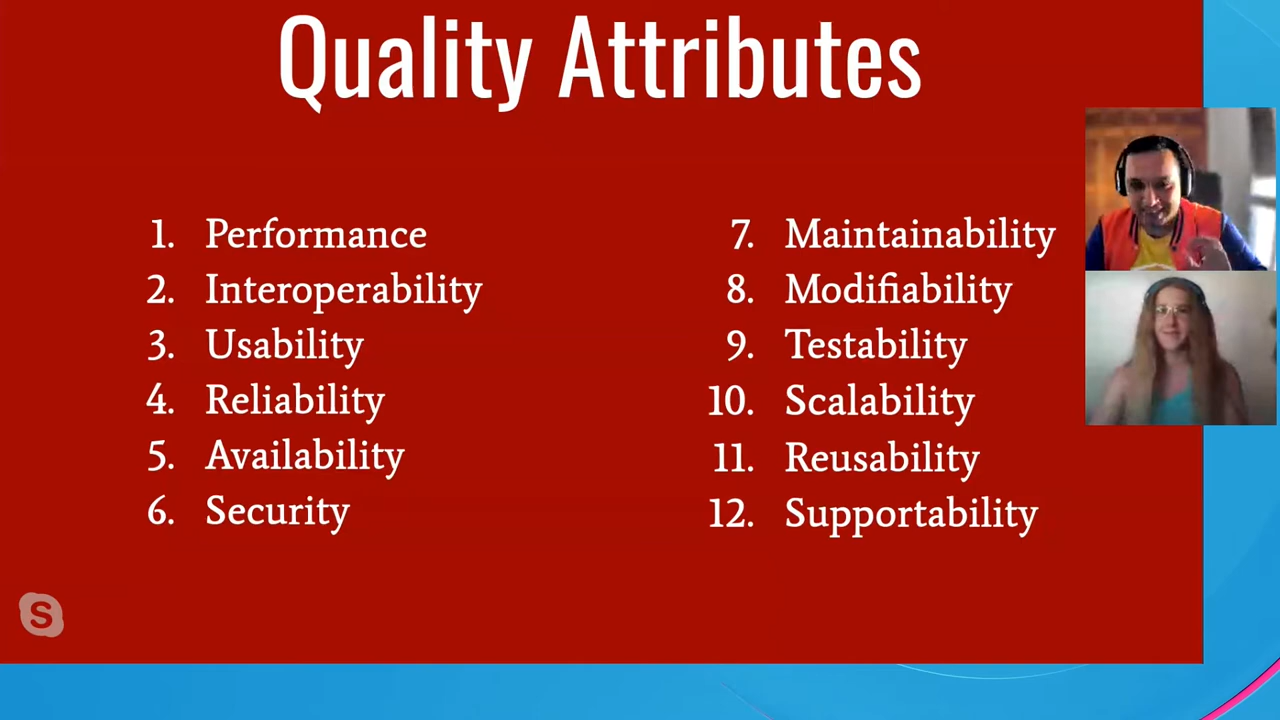 Quality Attributes
1. Performance
2. Interoperability
3. Usability
4. Reliability
5. Availability
6. Security
7. Maintainability
8. Modifiability
9. Testability
10. Scalability
11. Reusability
12. Supportability
S